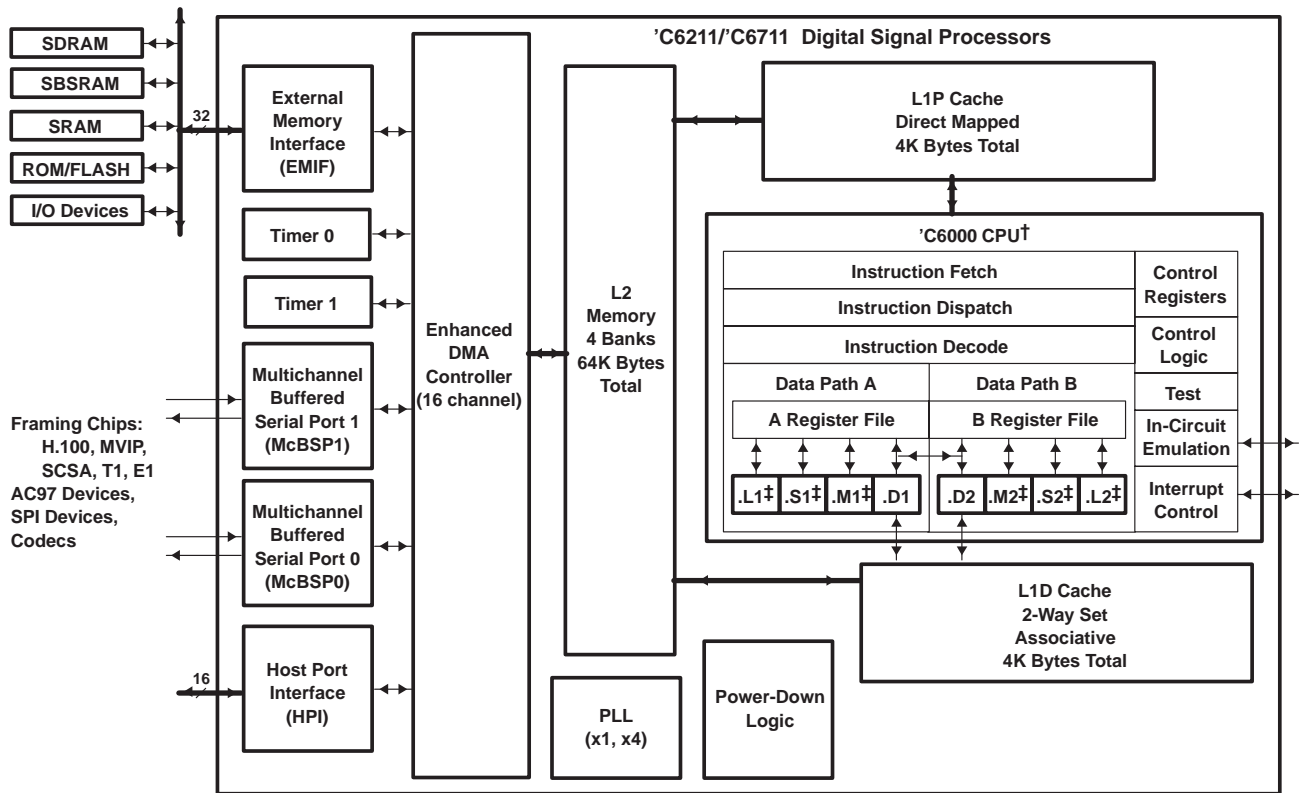 'C6211/'C6711 Digital Signal Processors
SDRAM
SBSRAM
SRAM
ROM/FLASH
I/O Devices
32
External
Memory
Interface
(EMIF)
Timer 0
Timer 1
Multichannel
Buffered
Serial Port 1
(McBSP1)
Framing Chips:
H.100, MVIP,
SCSA, T1, E1
AC97 Devices,
SPI Devices,
Codecs
Multichannel
Buffered
Serial Port 0
(McBSP0)
16
Host Port
Interface
(HPI)
Enhanced
DMA
Controller
(16 channel)
L2
Memory
4 Banks
64K Bytes
Total
L1P Cache
Direct Mapped
4K Bytes Total
'C6000 CPU†
Instruction Fetch
Instruction Dispatch
Instruction Decode
Data Path A
Data Path B
A Register File
B Register File
.L1‡ .S1‡ .M1‡ .D1
.D2 .M2‡ .S2‡ .L2‡
Control
Registers
Control
Logic
Test
In-Circuit
Emulation
Interrupt
Control
L1D Cache
2-Way Set
Associative
4K Bytes Total
PLL
(x1, x4)
Power-Down
Logic